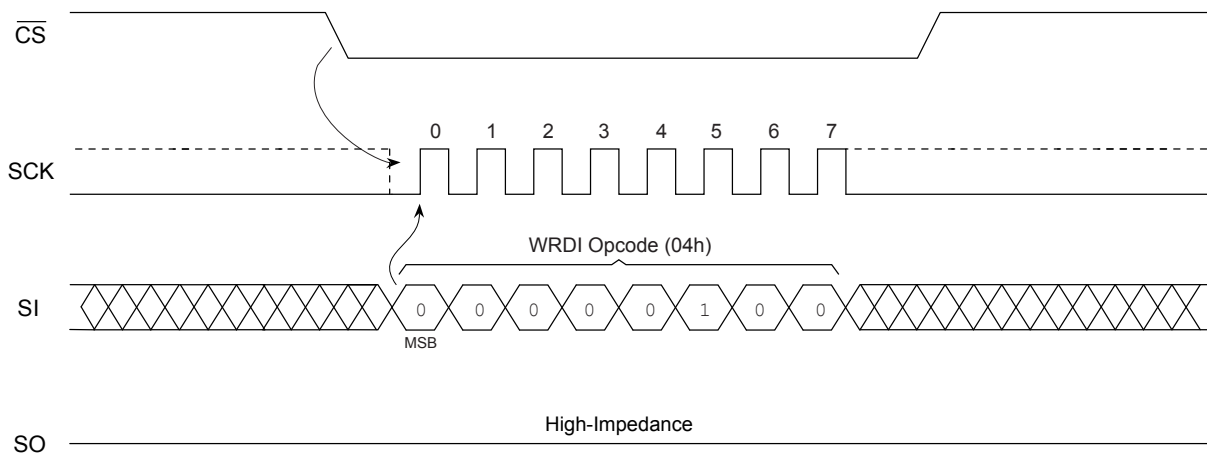 CS
0 1 2 3 4 5 6 7
SCK
WRDI Opcode (04h)
SI
0 0 0 0 0 1 0 0
MSB
High-Impedance
SO